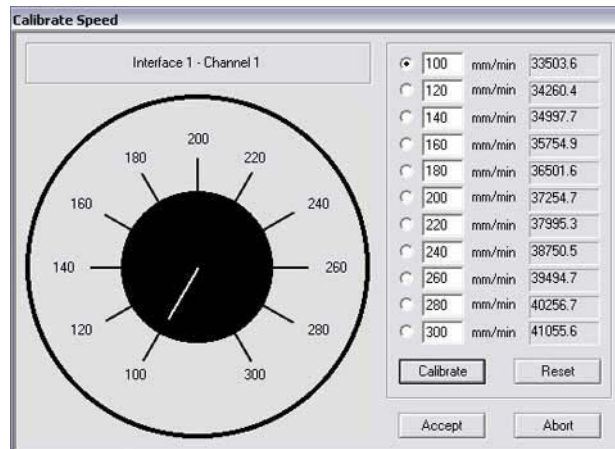 Calibrate Speed
Interface 1 - Channel 1
200
180 220
160 240
140 260
120 280
100 300
100 mm/min 33503.6
120 mm/min 34260.4
140 mm/min 34997.7
160 mm/min 35754.9
180 mm/min 36501.6
200 mm/min 37254.7
220 mm/min 37995.3
240 mm/min 38750.5
260 mm/min 39494.7
280 mm/min 40256.7
300 mm/min 41055.6
Calibrate Reset
Accept Abort